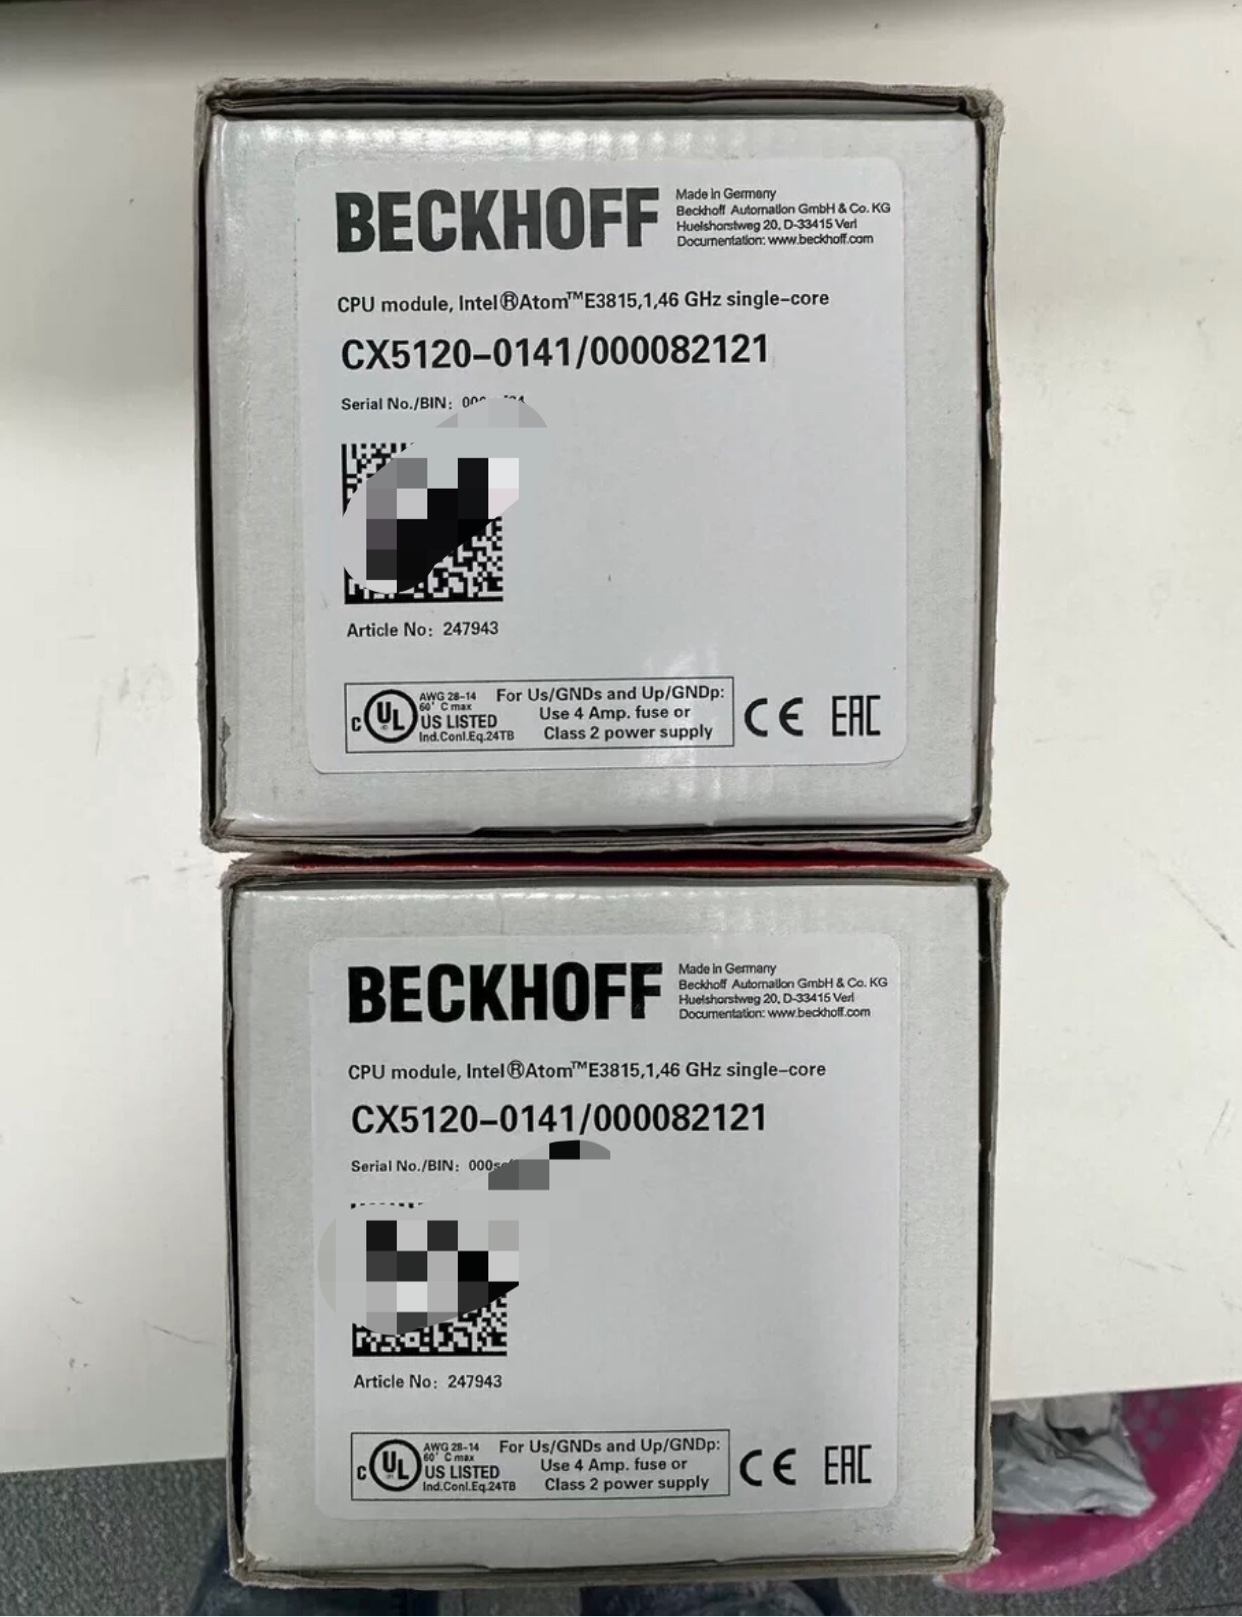 BECKHOFF
Made in Germany
Beckhoff Automation GmbH & Co. KG
Huelshorstweg 20, D-33415 Verl
Documentation: www.beckhoff.com
CPU module, Intel®Atom™E3815,1,46 GHz single-core
CX5120-0141/000082121
Serial No./BIN:
Article No: 247943
c UL US LISTED
AWG 28-14
60° C max
Ind.Conl.Eq.24TB
For Us/GNDs and Up/GNDp:
Use 4 Amp. fuse or
Class 2 power supply
CE EAC
BECKHOFF
Made in Germany
Beckhoff Automation GmbH & Co. KG
Huelshorstweg 20, D-33415 Verl
Documentation: www.beckhoff.com
CPU module, Intel®Atom™E3815,1,46 GHz single-core
CX5120-0141/000082121
Serial No./BIN:
Article No: 247943
c UL US LISTED
AWG 28-14
60° C max
Ind.Conl.Eq.24TB
For Us/GNDs and Up/GNDp:
Use 4 Amp. fuse or
Class 2 power supply
CE EAC